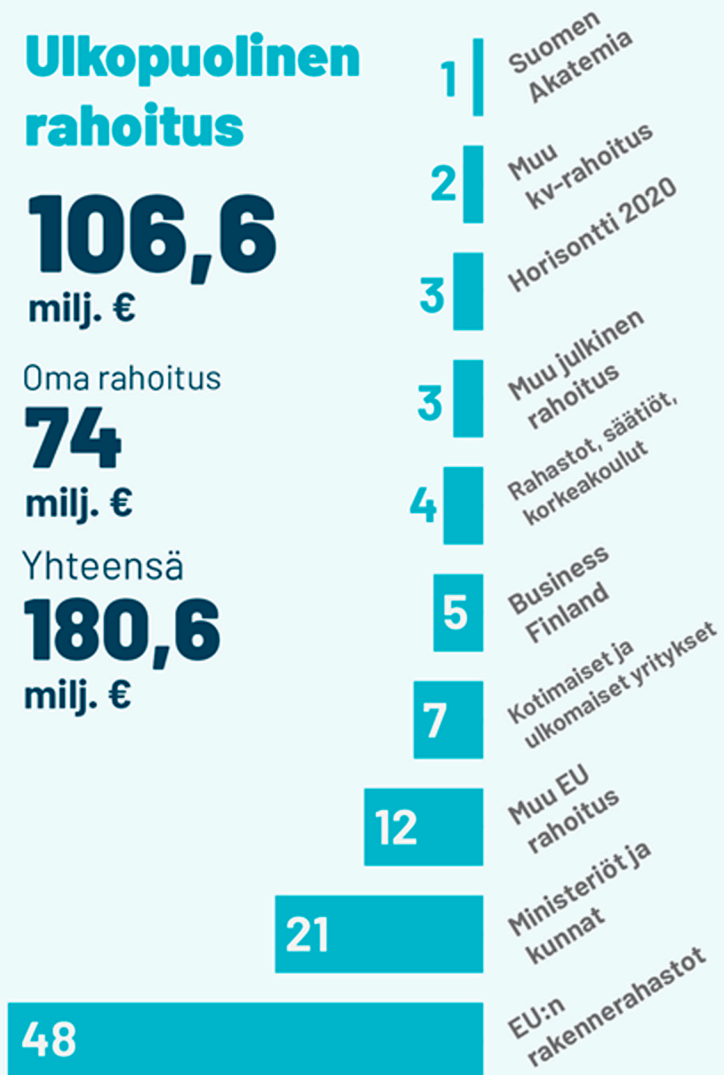 Ulkopuolinen
rahoitus
106,6
milj. €
Oma rahoitus
74
milj. €
Yhteensä
180,6
milj. €
1
Suomen
Akatemia
2
Muu
kv-rahoitus
3
Horisontti 2020
3
Muu julkinen
rahoitus
4
Rahastot, säätiöt,
korkeakoulut
5
Business
Finland
7
Kotimaiset ja
ulkomaiset yritykset
12
Muu EU
rahoitus
21
Ministeriöt ja
kunnat
48
EU:n
rakennerahastot